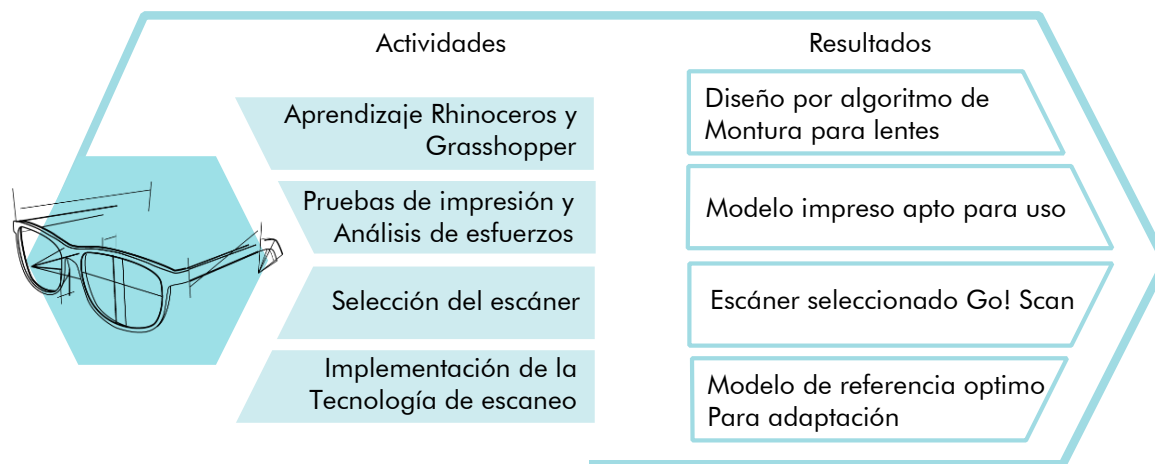 Actividades
Resultados
Aprendizaje Rhinoceros y
Grasshopper
Diseño por algoritmo de
Montura para lentes
Pruebas de impresión y
Análisis de esfuerzos
Modelo impreso apto para uso
Selección del escáner
Escáner seleccionado Go! Scan
Implementación de la
Tecnología de escaneo
Modelo de referencia optimo
Para adaptación